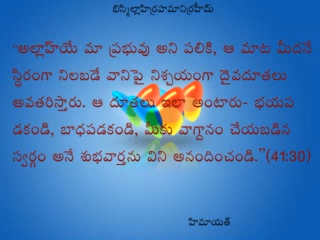 బిస్మిల్లాహిర్రహమానిర్రహీమ్
"అల్లాహ్‌యే మా ప్రభువు అని పలికి, ఆ మాట మీదనే
స్థిరంగా నిలబడే వానిపై నిశ్చయంగా దైవదూతలు
అవతరిస్తారు. ఆ దూతలు ఇలా అంటారు- భయప
డకండి, బాధపడకండి, మీకు వాగ్దానం చేయబడిన
స్వర్గం అనే శుభవార్తను విని ఆనందించండి."(41:30)
హిమాయత్